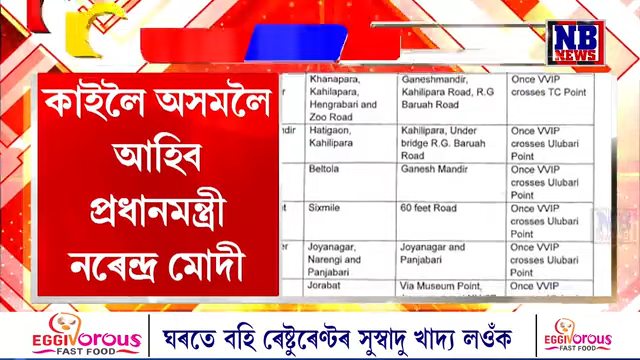 NB
NEWS
কাইলৈ অসমলৈ
আহিব
প্ৰধানমন্ত্ৰী
নৰেন্দ্ৰ মোদী
Khanapara, Kahilapara, Hengrabari and Zoo Road
Ganeshmandir, Kahilipara Road, R.G Baruah Road
Once VVIP crosses TC Point
Hatigaon, Kahilipara
Kahilipara, Under bridge R.G. Baruah Road
Once VVIP crosses Ulubari Point
Beltola
Ganesh Mandir
Once VVIP crosses Ulubari Point
Sixmile
60 feet Road
Once VVIP crosses Ulubari Point
Joyanagar, Narengi and Panjabari
Joyanagar and Panjabari
Once VVIP crosses Ulubari Point
Jorabat
Via Museum Point,
Once VVIP
EGGIVOROUS
FAST FOOD
ঘৰতে বহি ৰেষ্টুৰেণ্টৰ সুস্বাদু খাদ্য লওঁক
EGGIVOROUS
FAST FOOD